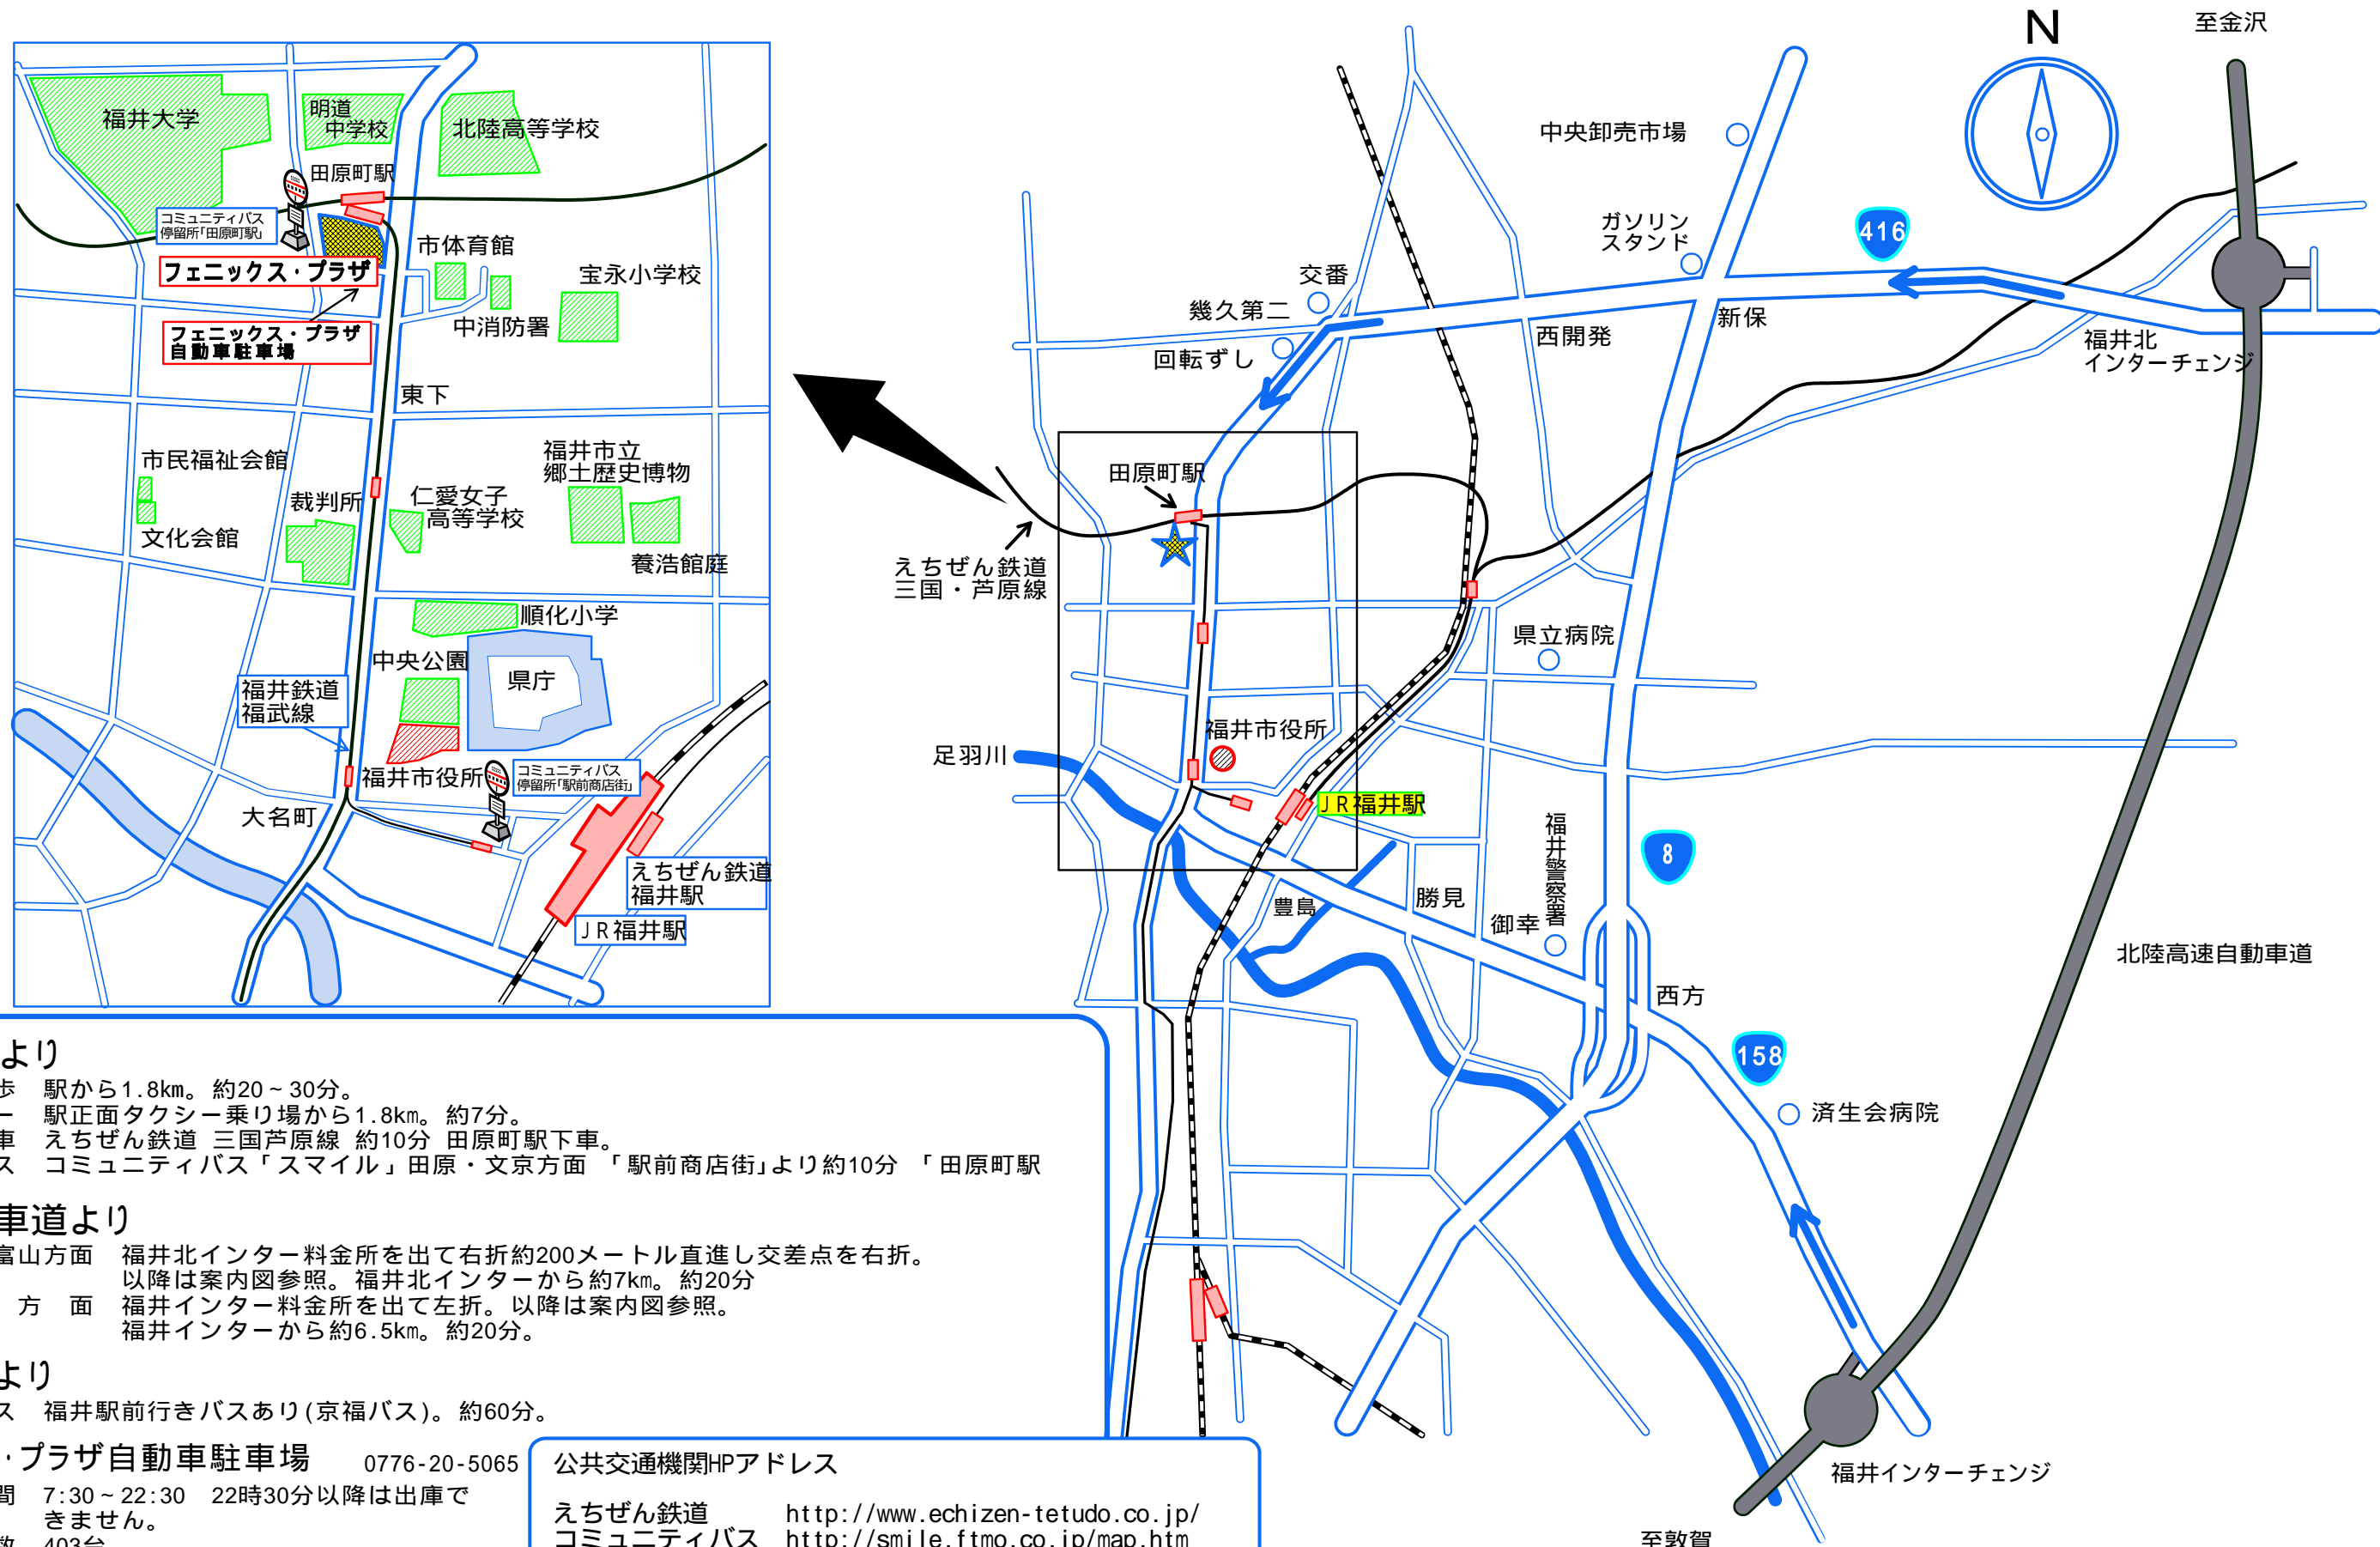 福井大学
明道
中学校
北陸高等学校
田原町駅
コミュニティバス
停留所「田原町駅」
市体育館
フェニックス・プラザ
宝永小学校
フェニックス・プラザ
自動車駐車場
中消防署
東下
市民福祉会館
福井市立
郷土歴史博物
裁判所
仁愛女子
高等学校
文化会館
養浩館庭
順化小学
中央公園
県庁
福井鉄道
福武線
福井市役所
コミュニティバス
停留所「駅前商店街」
大名町
えちぜん鉄道
福井駅
JR福井駅
N
至金沢
中央卸売市場
ガソリン
スタンド
416
交番
幾久第二
新保
西開発
回転ずし
福井北
インターチェンジ
田原町駅
えちぜん鉄道
三国・芦原線
県立病院
福井市役所
足羽川
JR福井駅
福井警察署
8
勝見
豊島
御幸
北陸高速自動車道
西方
158
済生会病院
福井インターチェンジ
至敦賀
より
歩 駅から1.8km。約20~30分。
ー 駅正面タクシー乗り場から1.8km。約7分。
車 えちぜん鉄道 三国芦原線 約10分 田原町駅下車。
ス コミュニティバス「スマイル」田原・文京方面 「駅前商店街」より約10分 「田原町駅
車道より
富山方面 福井北インター料金所を出て右折約200メートル直進し交差点を右折。
以降は案内図参照。福井北インターから約7km。約20分
方 面 福井インター料金所を出て左折。以降は案内図参照。
福井インターから約6.5km。約20分。
より
ス 福井駅前行きバスあり(京福バス)。約60分。
・プラザ自動車駐車場 0776-20-5065
間 7:30~22:30 22時30分以降は出庫で
きません。
数 403台
公共交通機関HPアドレス
えちぜん鉄道 http://www.echizen-tetudo.co.jp/
コミュニティバス http://smile.ftmo.co.jp/map.htm